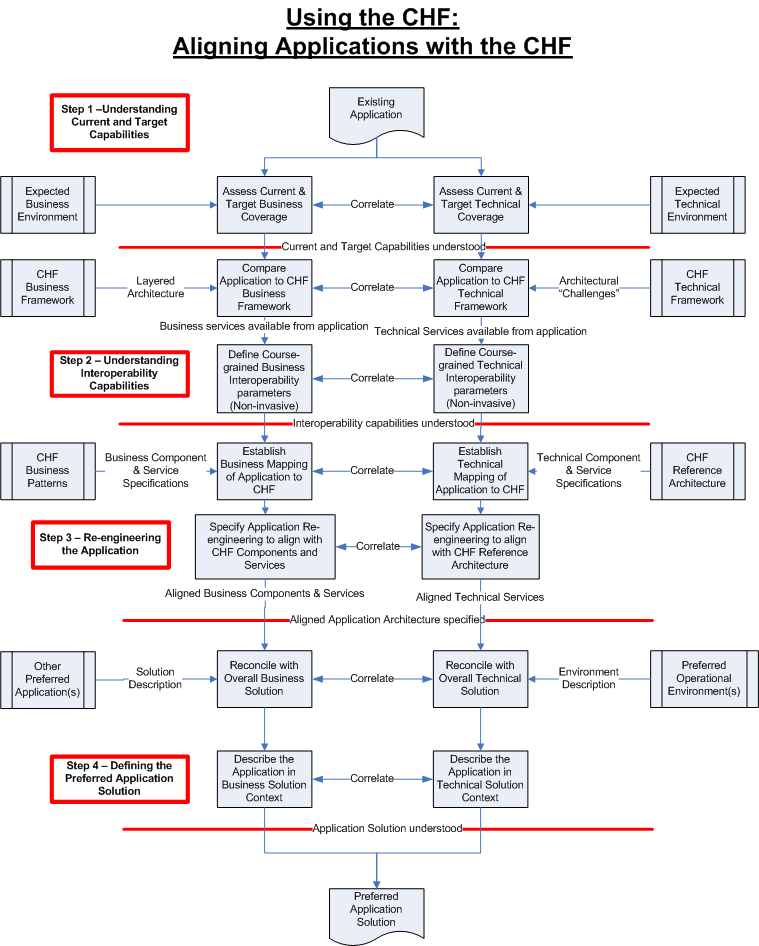 Using the CHF:
Aligning Applications with the CHF
Step 1 –Understanding
Current and Target
Capabilities
Existing
Application
Expected
Business
Environment
Assess Current &
Target Business
Coverage
Correlate
Assess Current &
Target Technical
Coverage
Expected
Technical
Environment
Current and Target Capabilities understood
CHF
Business
Framework
Layered
Architecture
Compare
Application to CHF
Business
Framework
Correlate
Compare
Application to CHF
Technical
Framework
Architectural
“Challenges”
CHF
Technical
Framework
Business services available from application
Technical Services available from application
Step 2 – Understanding
Interoperability
Capabilities
Define Course-
grained Business
Interoperability
parameters
(Non-invasive)
Correlate
Define Course-
grained Technical
Interoperability
parameters
(Non-invasive)
Interoperability capabilities understood
CHF
Business
Patterns
Business Component
& Service
Specifications
Establish
Business Mapping
of Application to
CHF
Correlate
Establish
Technical
Mapping of
Application to CHF
Technical Component
& Service
Specifications
CHF
Reference
Architecture
Step 3 – Re-engineering
the Application
Specify Application Re-
engineering to align with
CHF Components and
Services
Correlate
Specify Application Re-
engineering to align
with CHF Reference
Architecture
Aligned Business Components & Services
Aligned Technical Services
Aligned Application Architecture specified
Other
Preferred
Application(s)
Solution
Description
Reconcile with
Overall Business
Solution
Correlate
Reconcile with
Overall Technical
Solution
Environment
Description
Preferred
Operational
Environment(s)
Step 4 – Defining the
Preferred Application
Solution
Describe the
Application in
Business Solution
Context
Correlate
Describe the
Application in
Technical Solution
Context
Application Solution understood
Preferred
Application
Solution